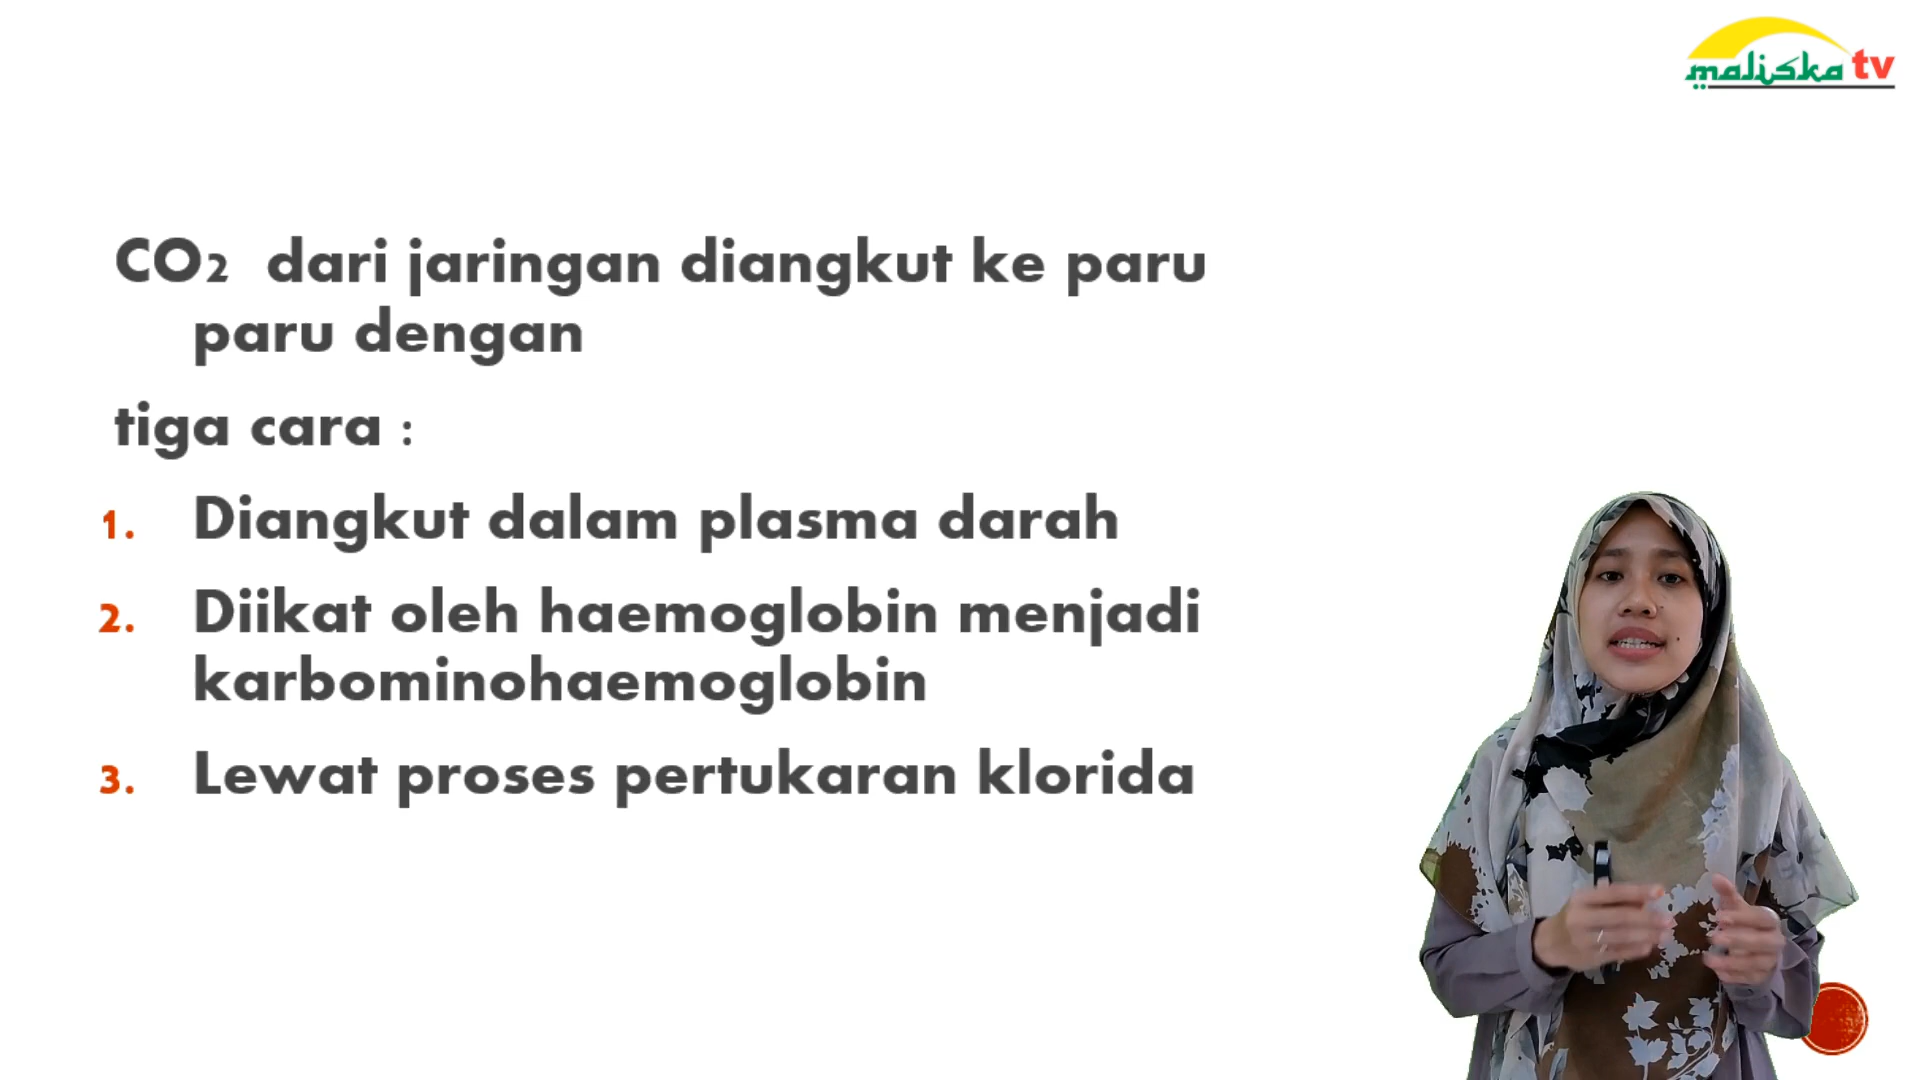 maliska tv
CO2 dari jaringan diangkut ke paru
paru dengan
tiga cara :
1. Diangkut dalam plasma darah
2. Diikat oleh haemoglobin menjadi
karbominohaemoglobin
3. Lewat proses pertukaran klorida